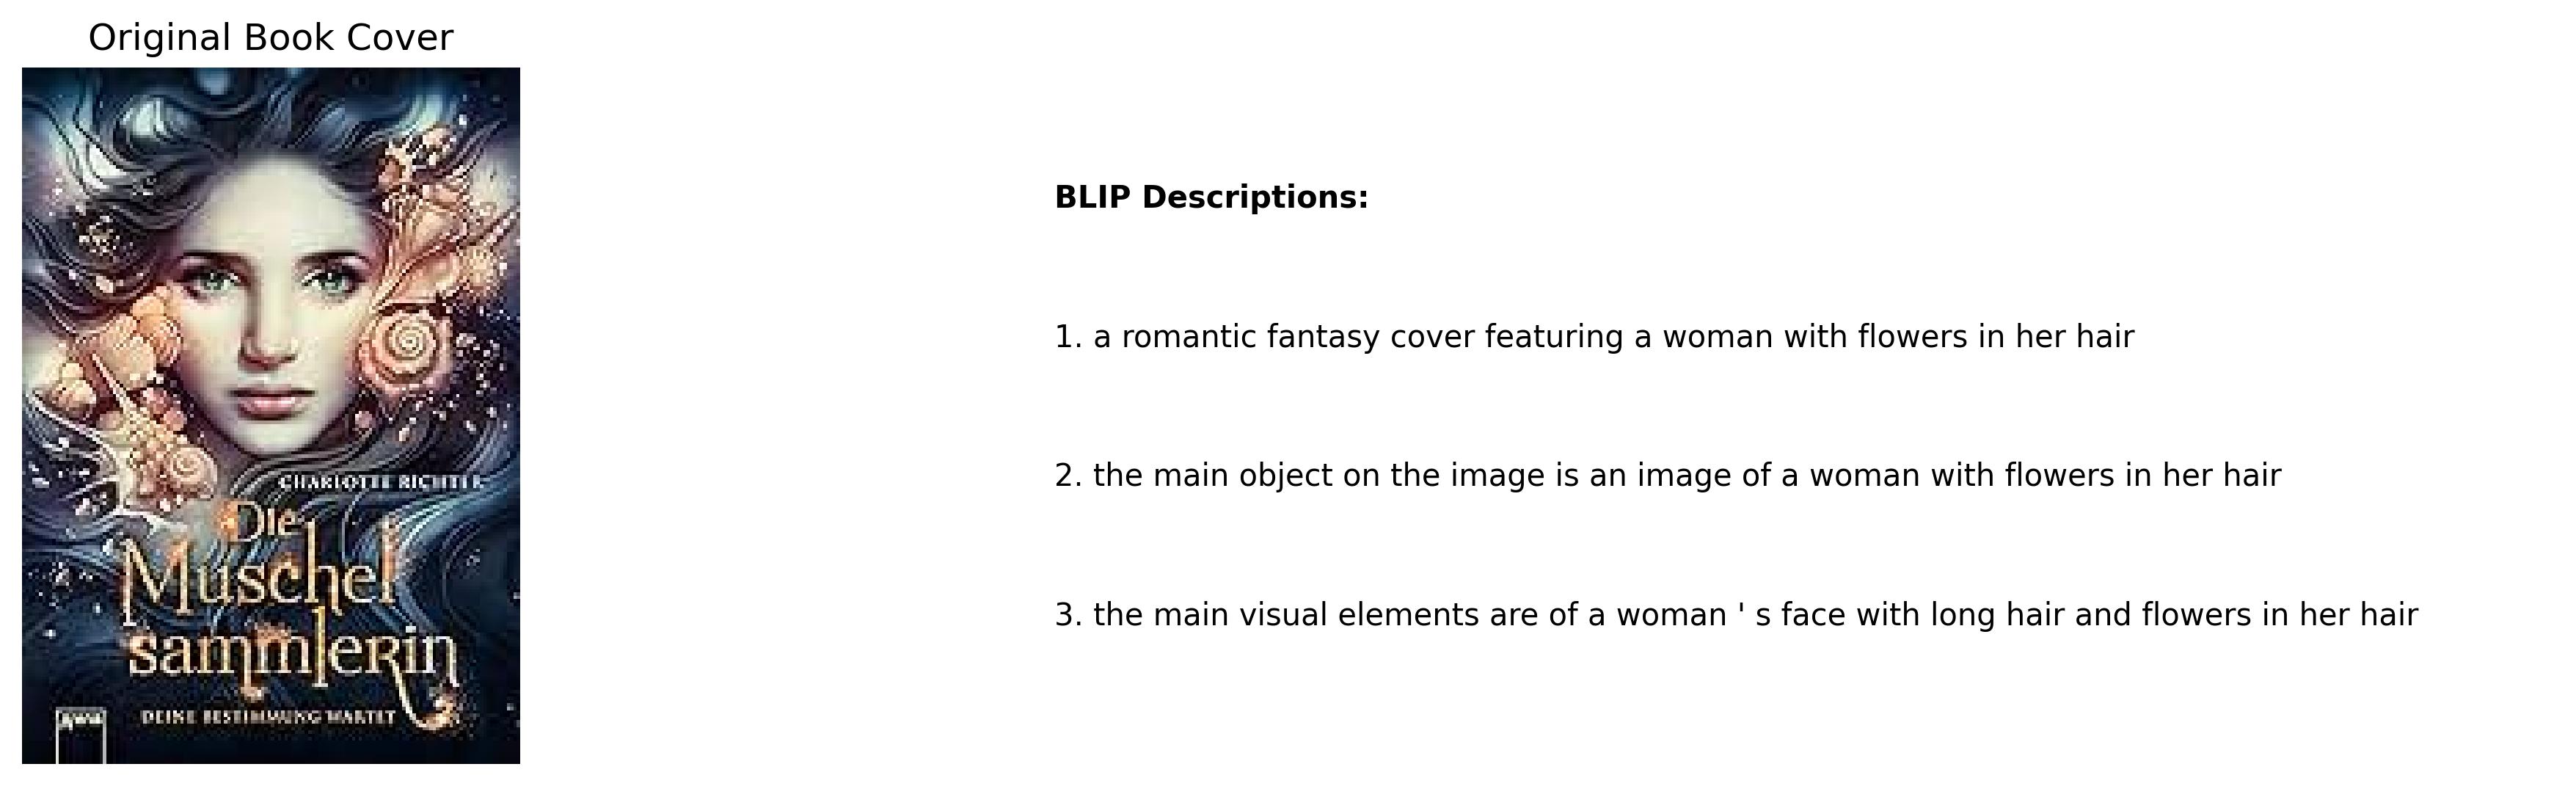 Original Book Cover
CHARLOTTE RICHTER
Die
Muschel
sammlerin
DEINE BESTIMMUNG WARTET
BLIP Descriptions:
1. a romantic fantasy cover featuring a woman with flowers in her hair
2. the main object on the image is an image of a woman with flowers in her hair
3. the main visual elements are of a woman ' s face with long hair and flowers in her hair